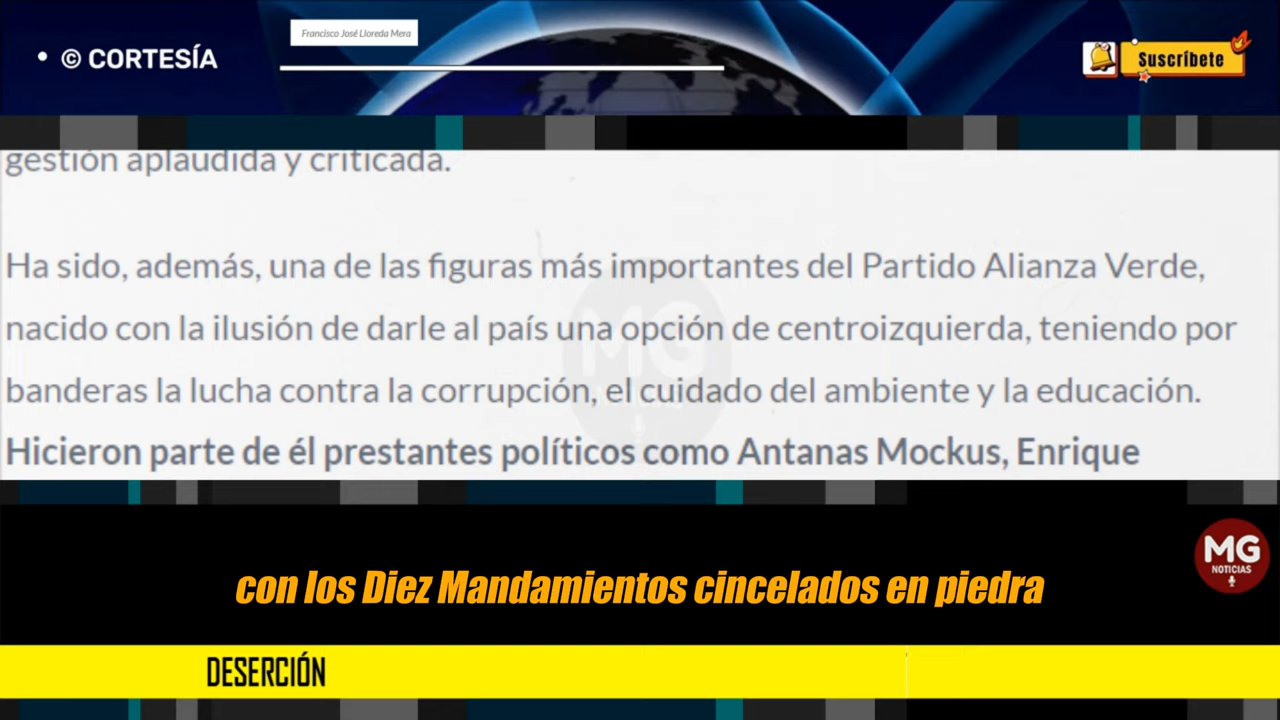 Francisco José Lloreda Mera
• © CORTESÍA
Suscríbete
gestión aplaudida y criticada.
Ha sido, además, una de las figuras más importantes del Partido Alianza Verde,
nacido con la ilusión de darle al país una opción de centroizquierda, teniendo por
banderas la lucha contra la corrupción, el cuidado del ambiente y la educación.
Hicieron parte de él prestantes políticos como Antanas Mockus, Enrique
MG
MG
NOTICIAS
con los Diez Mandamientos cincelados en piedra
DESERCIÓN